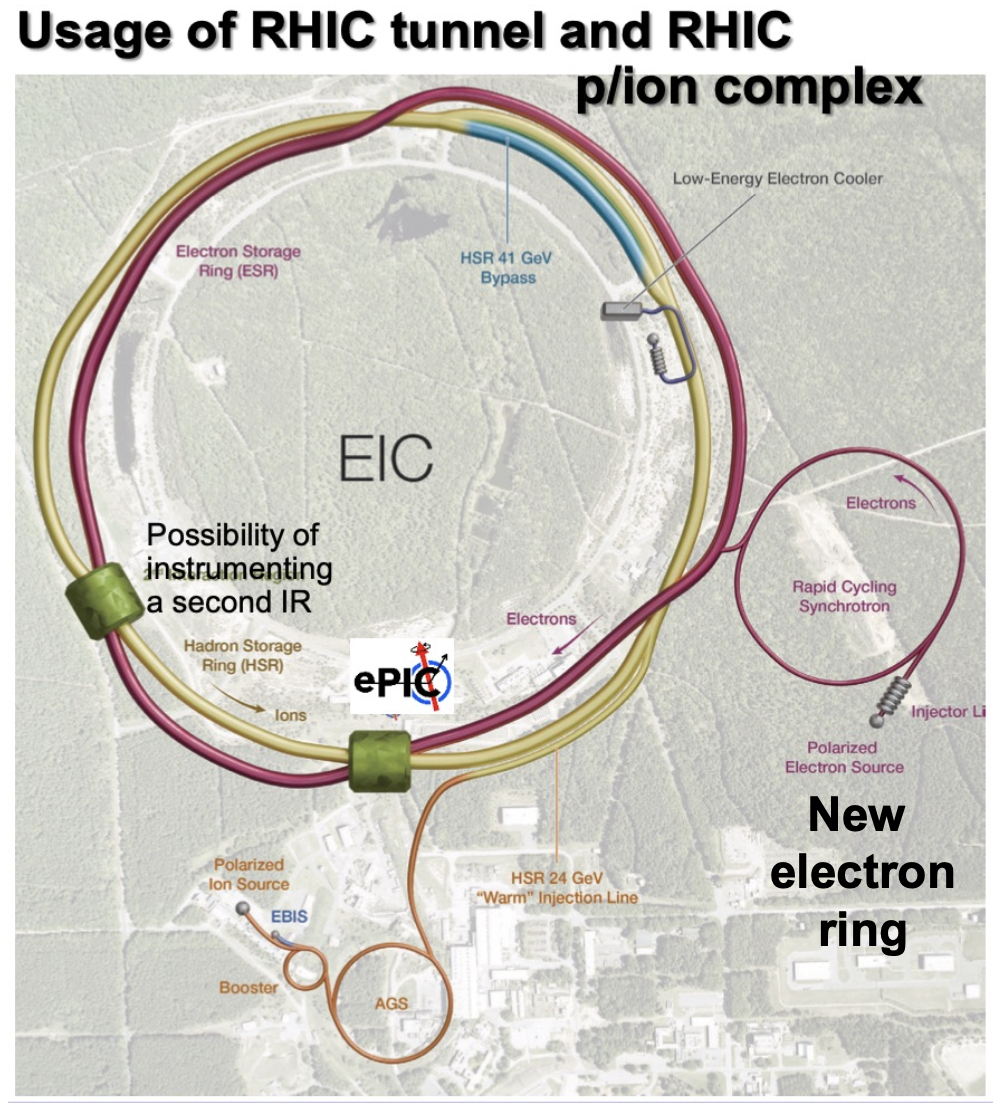 Usage of RHIC tunnel and RHIC
p/ion complex
Low-Energy Electron Cooler
Electron Storage
Ring (ESR)
HSR 41 GeV
Bypass
EIC
Electrons
Rapid Cycling
Synchrotron
Possibility of
instrumenting
a second IR
Electrons
Hadron Storage
Ring (HSR)
Ions
ePIC
Injector Li
Polarized
Electron Source
New
electron
ring
HSR 24 GeV
“Warm” Injection Line
Polarized
Ion Source
EBIS
Booster
AGS